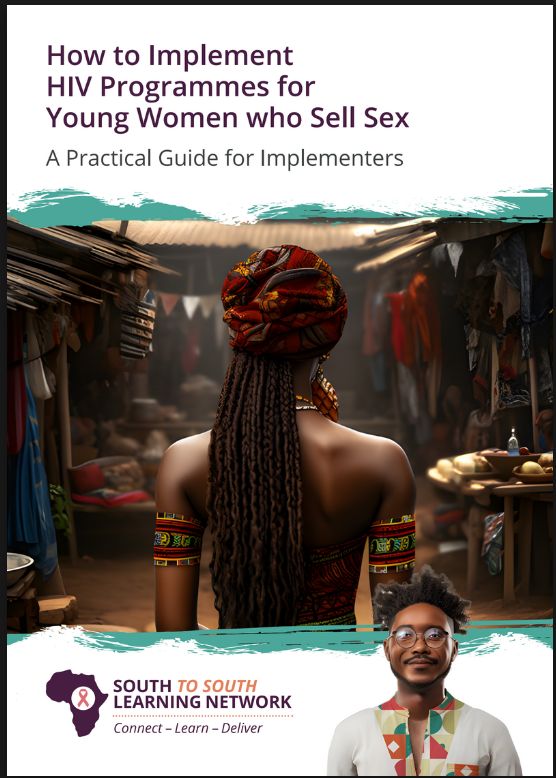 How to Implement
HIV Programmes for
Young Women who Sell Sex
A Practical Guide for Implementers
SOUTH TO SOUTH
LEARNING NETWORK
Connect – Learn – Deliver